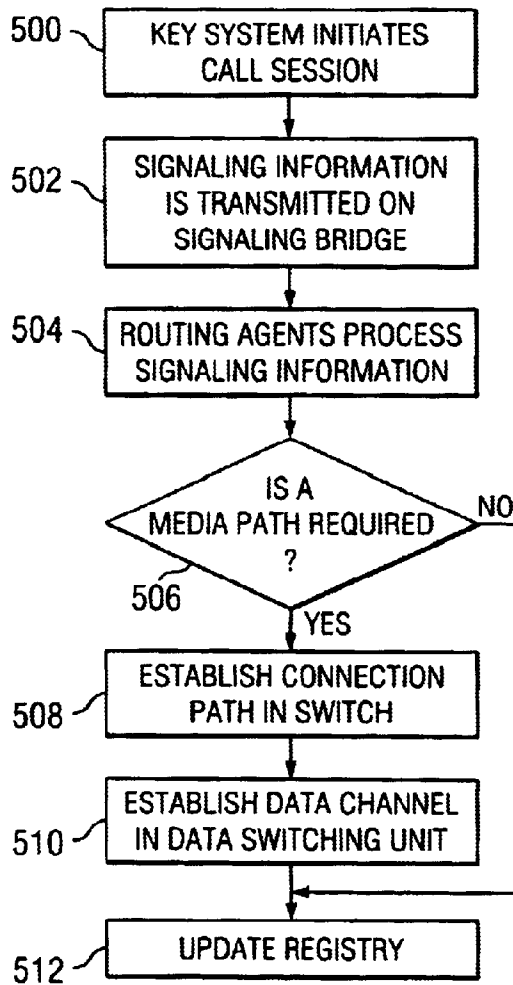 500
KEY SYSTEM INITIATES
CALL SESSION
502
SIGNALING INFORMATION
IS TRANSMITTED ON
SIGNALING BRIDGE
504
ROUTING AGENTS PROCESS
SIGNALING INFORMATION
IS A
MEDIA PATH REQUIRED
?
NO
506
YES
508
ESTABLISH CONNECTION
PATH IN SWITCH
510
ESTABLISH DATA CHANNEL
IN DATA SWITCHING UNIT
512
UPDATE REGISTRY